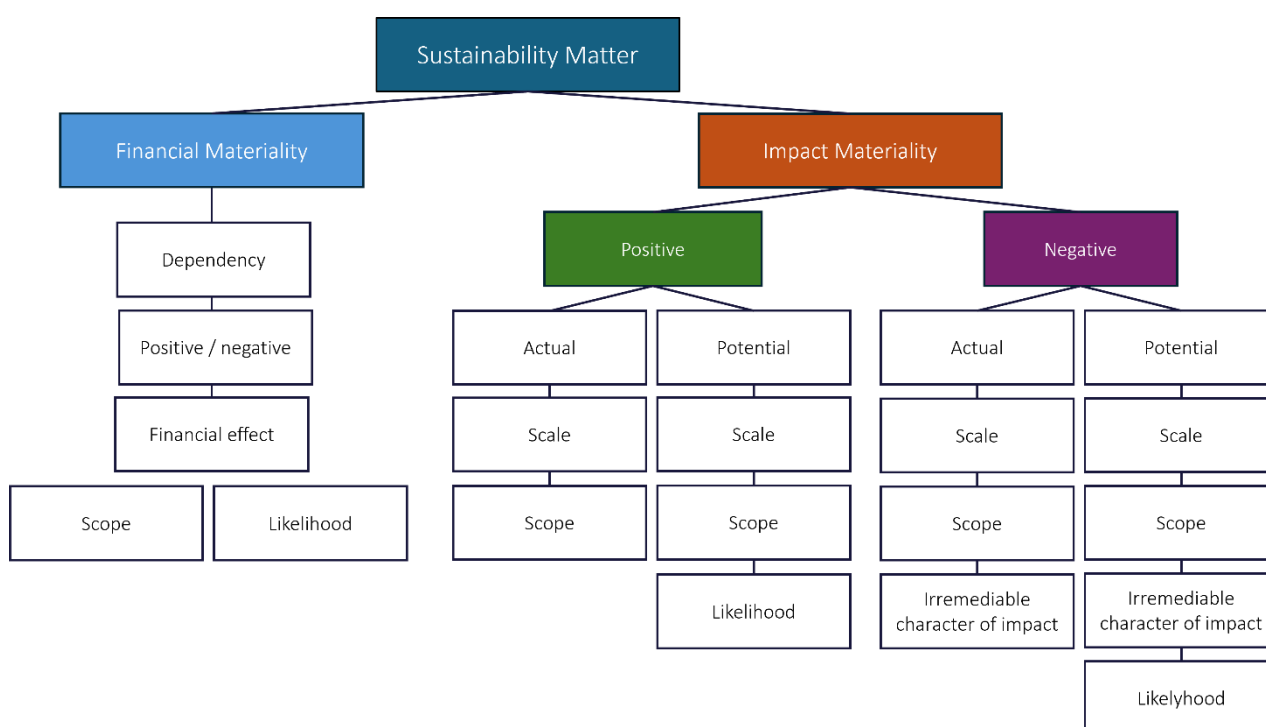 Sustainability Matter
Financial Materiality
Impact Materiality
Positive
Negative
Dependency
Positive / negative
Actual
Potential
Actual
Potential
Financial effect
Scale
Scale
Scale
Scale
Scope
Likelihood
Scope
Scope
Scope
Scope
Likelihood
Irremediable
character of impact
Irremediable
character of impact
Likelyhood